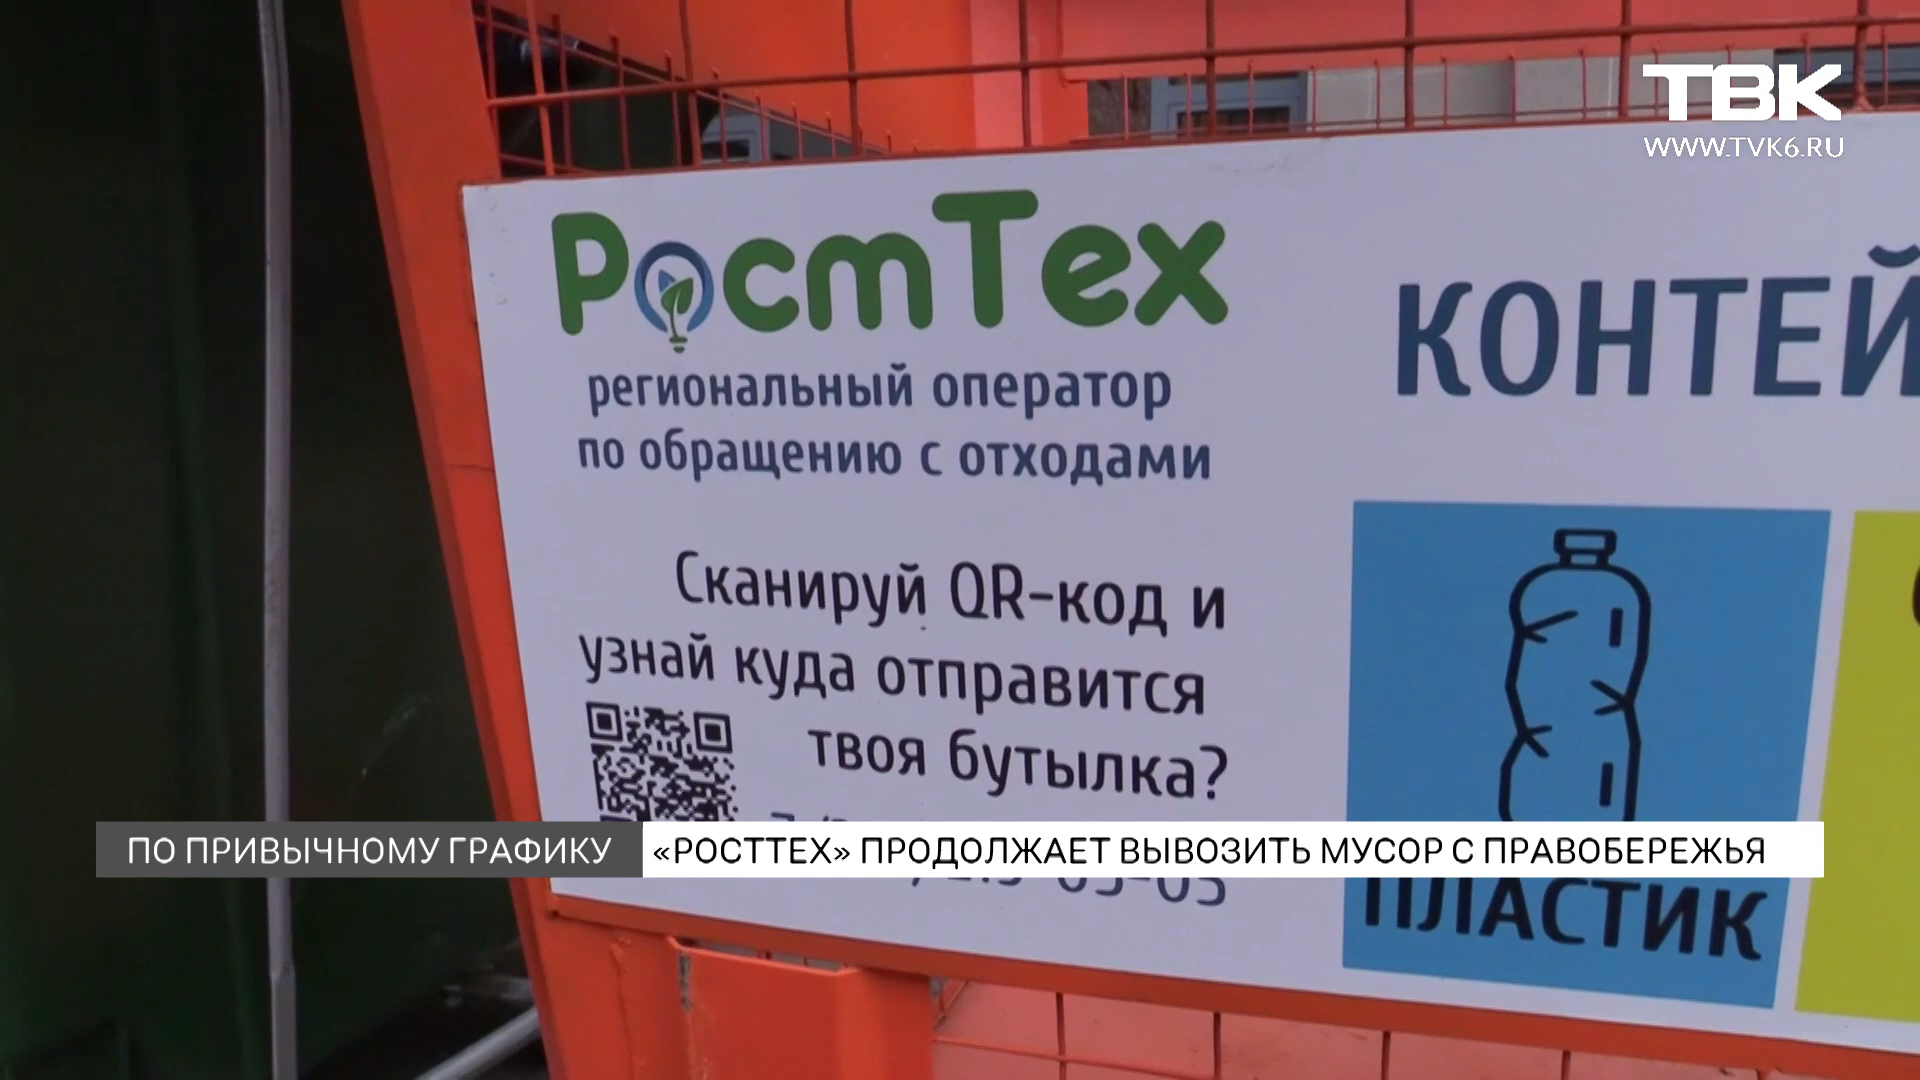 ТВК
WWW.TVK6.RU
РостТех
региональный оператор
по обращению с отходами
КОНТЕЙ
Сканируй QR-код и
узнай куда отправится
твоя бутылка?
ПО ПРИВЫЧНОМУ ГРАФИКУ
«РОСТТЕХ» ПРОДОЛЖАЕТ ВЫВОЗИТЬ МУСОР С ПРАВОБЕРЕЖЬЯ
ПЛАСТИК